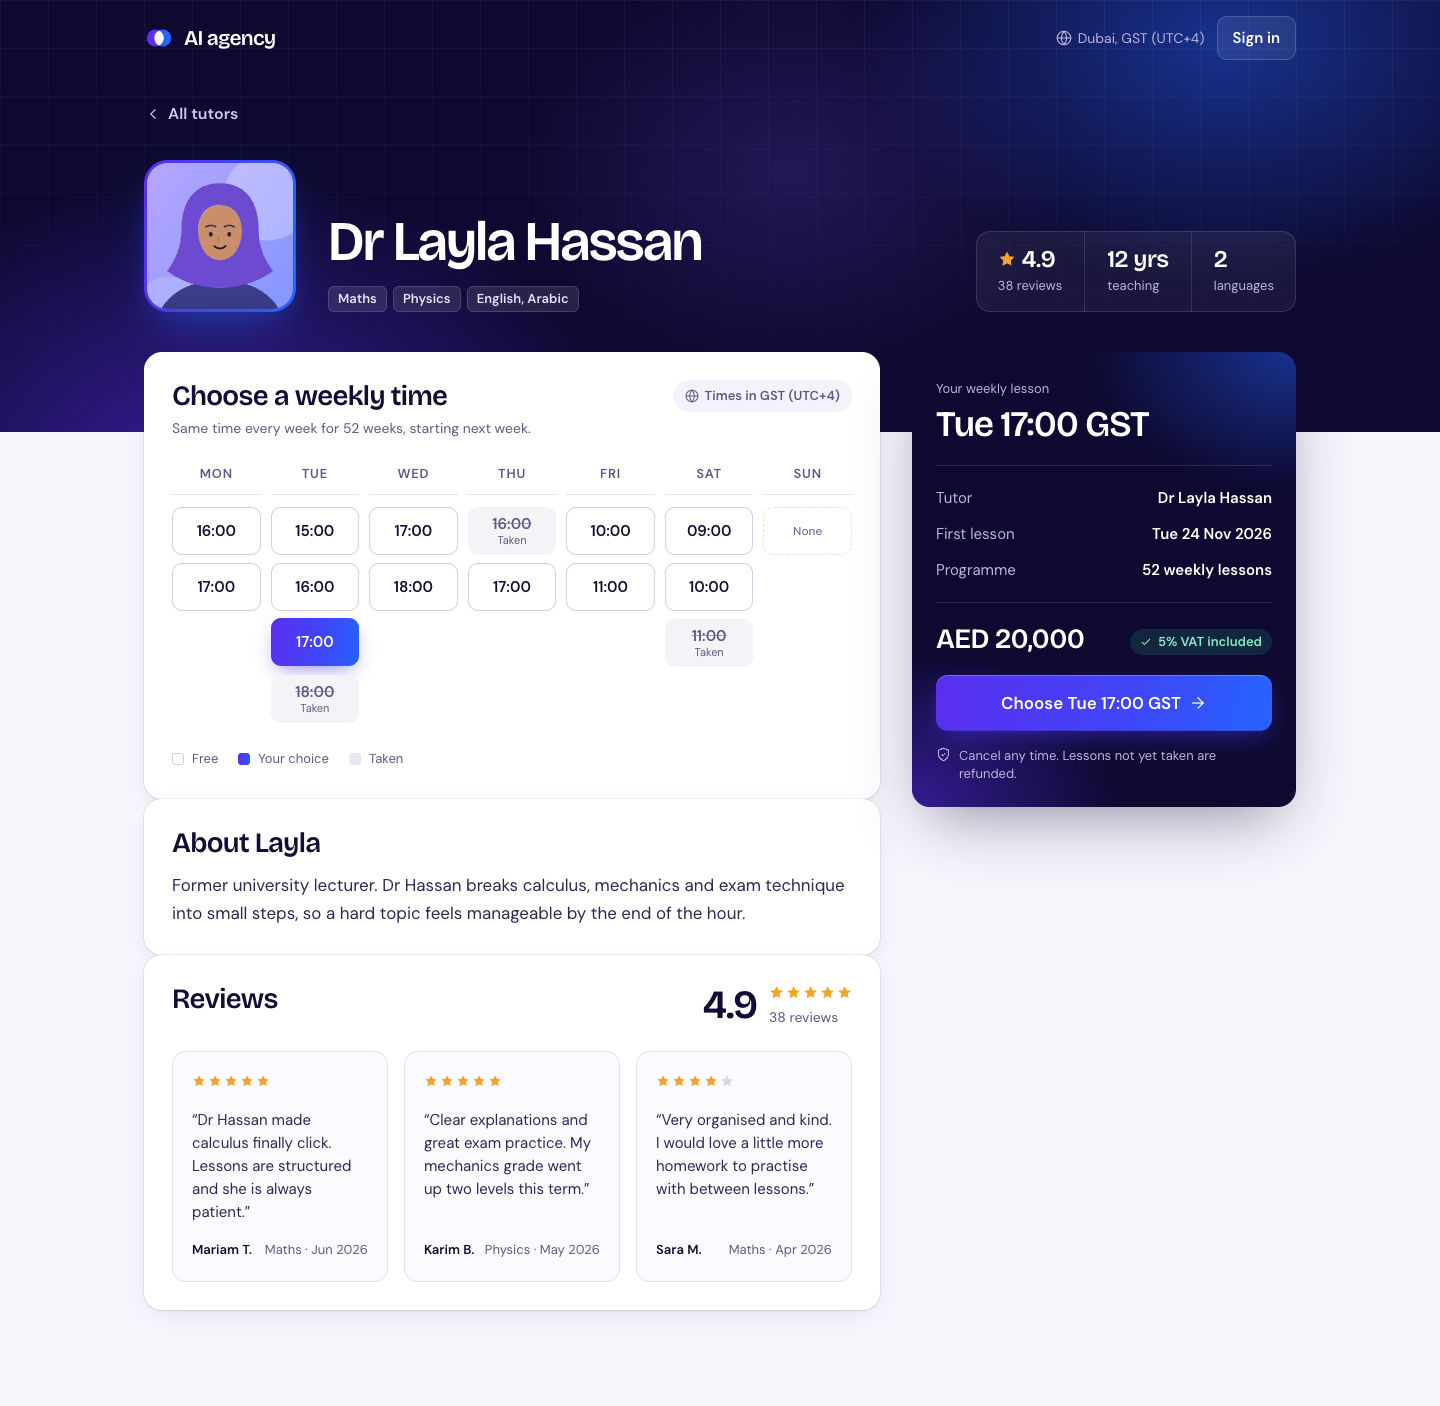 AI agency
Dubai, GST (UTC+4)
Sign in
All tutors
Dr Layla Hassan
Maths
Physics
English, Arabic
4.9
38 reviews
12 yrs
teaching
2
languages
Choose a weekly time
Times in GST (UTC+4)
Same time every week for 52 weeks, starting next week.
MON TUE WED THU FRI SAT SUN
16:00 15:00 17:00 16:00 Taken 10:00 09:00 None
17:00 16:00 18:00 17:00 11:00 10:00
17:00 11:00 Taken
18:00 Taken
Free Your choice Taken
Your weekly lesson
Tue 17:00 GST
Tutor Dr Layla Hassan
First lesson Tue 24 Nov 2026
Programme 52 weekly lessons
AED 20,000 5% VAT included
Choose Tue 17:00 GST
Cancel any time. Lessons not yet taken are
refunded.
About Layla
Former university lecturer. Dr Hassan breaks calculus, mechanics and exam technique
into small steps, so a hard topic feels manageable by the end of the hour.
Reviews
4.9
38 reviews
“Dr Hassan made
calculus finally click.
Lessons are structured
and she is always
patient.”
Mariam T. Maths · Jun 2026
“Clear explanations and
great exam practice. My
mechanics grade went
up two levels this term.”
Karim B. Physics · May 2026
“Very organised and kind.
I would love a little more
homework to practise
with between lessons.”
Sara M. Maths · Apr 2026